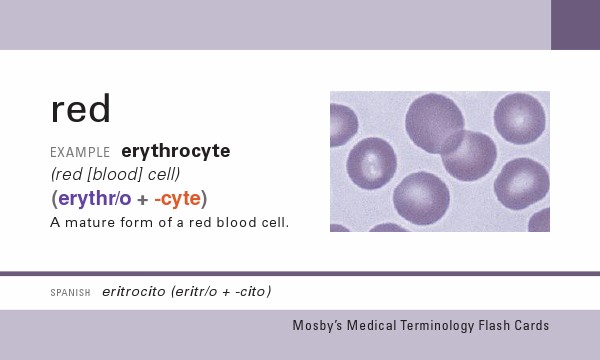 red
EXAMPLE erythrocyte
(red [blood] cell)
(erythr/o + -cyte)
A mature form of a red blood cell.
SPANISH eritrocito (eritr/o + -cito)
Mosby's Medical Terminology Flash Cards